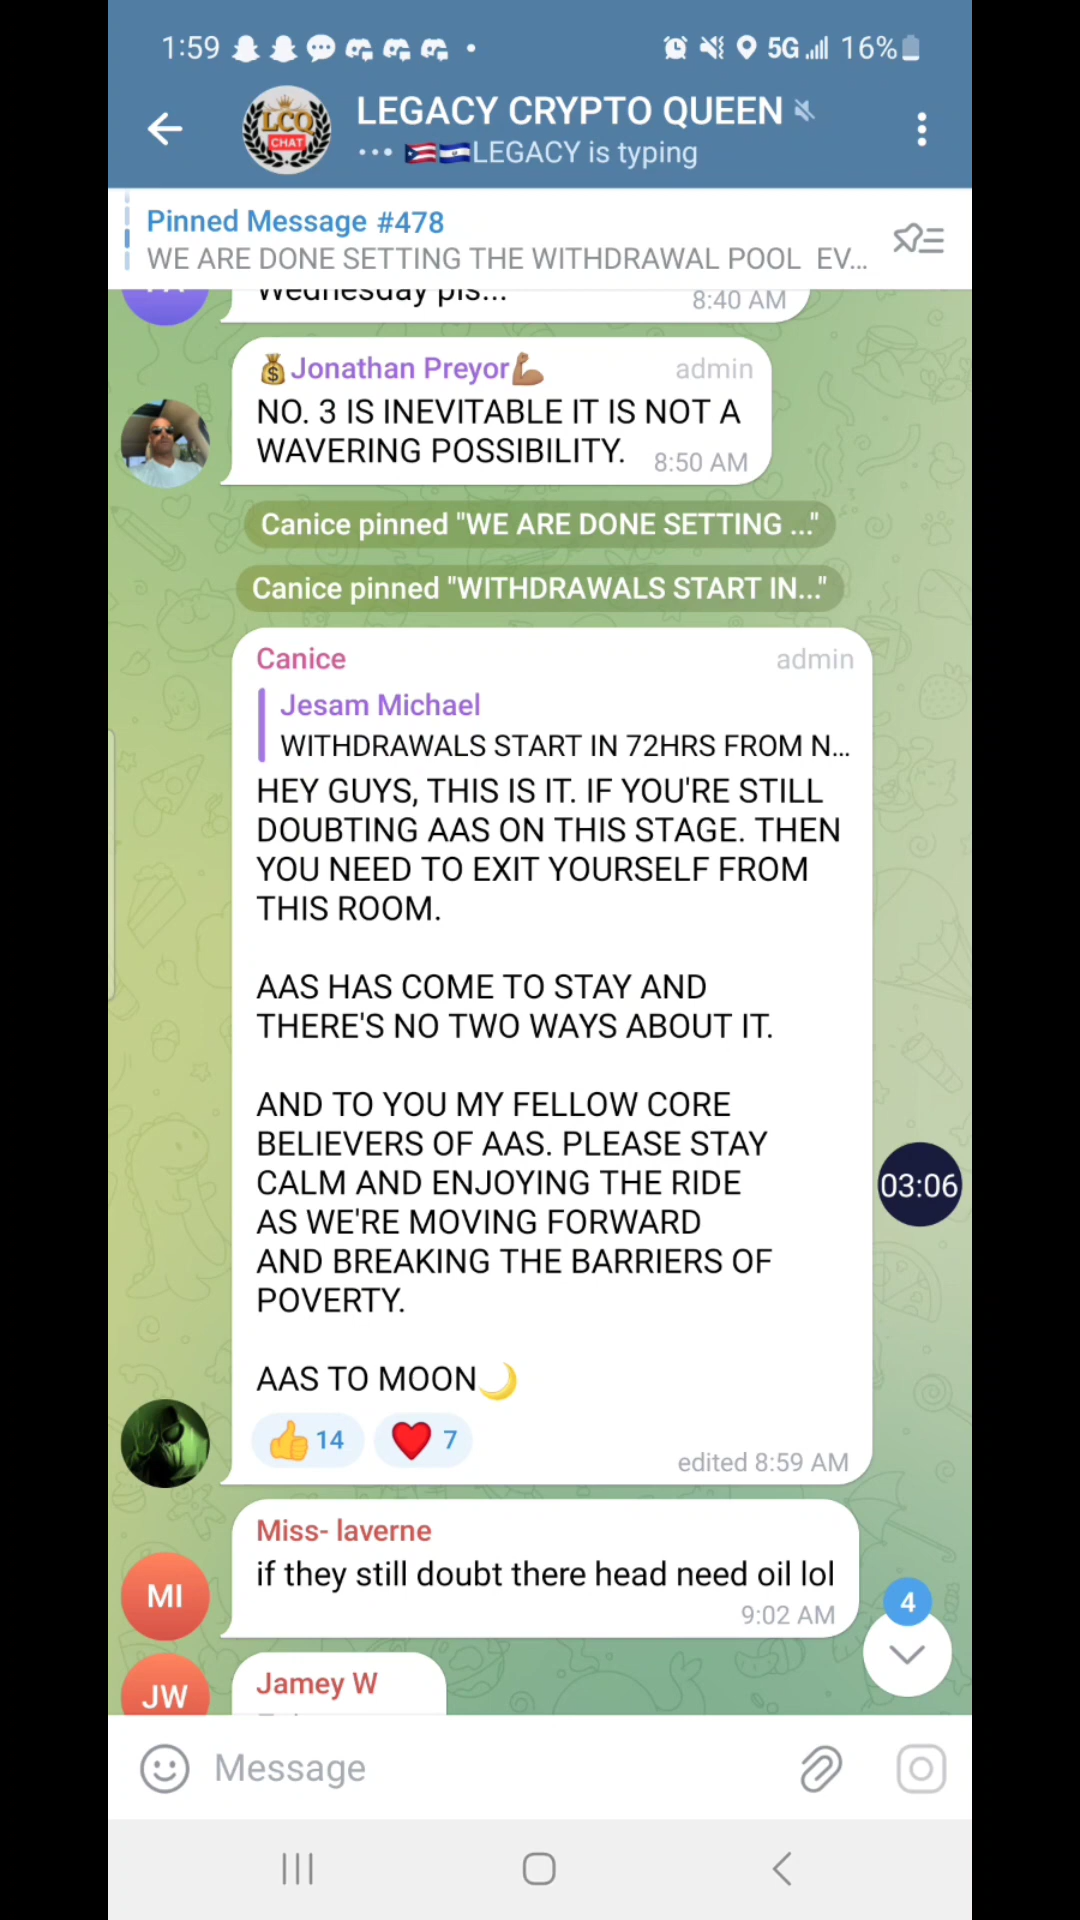 1:59
5G 16%
LCQ
CHAT
LEGACY CRYPTO QUEEN
LEGACY is typing
Pinned Message #478
WE ARE DONE SETTING THE WITHDRAWAL POOL EV...
Wednesday pls...
8:40 AM
Jonathan Preyor admin
NO. 3 IS INEVITABLE IT IS NOT A
WAVERING POSSIBILITY.
8:50 AM
Canice pinned "WE ARE DONE SETTING ..."
Canice pinned "WITHDRAWALS START IN..."
Canice admin
Jesam Michael
WITHDRAWALS START IN 72HRS FROM N...
HEY GUYS, THIS IS IT. IF YOU'RE STILL
DOUBTING AAS ON THIS STAGE. THEN
YOU NEED TO EXIT YOURSELF FROM
THIS ROOM.
AAS HAS COME TO STAY AND
THERE'S NO TWO WAYS ABOUT IT.
AND TO YOU MY FELLOW CORE
BELIEVERS OF AAS. PLEASE STAY
CALM AND ENJOYING THE RIDE
AS WE'RE MOVING FORWARD
AND BREAKING THE BARRIERS OF
POVERTY.
AAS TO MOON🌙
14 7
edited 8:59 AM
03:06
Miss- laverne
if they still doubt there head need oil lol
9:02 AM
MI
4
Jamey W
JW
Message